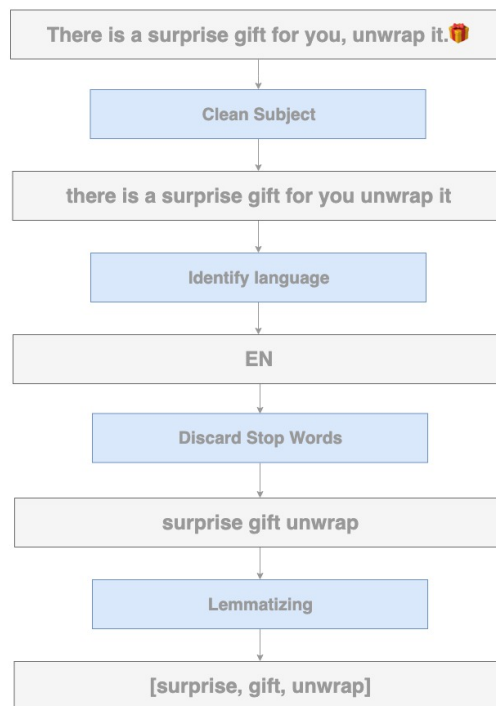 There is a surprise gift for you, unwrap it.🎁
Clean Subject
there is a surprise gift for you unwrap it
Identify language
EN
Discard Stop Words
surprise gift unwrap
Lemmatizing
[surprise, gift, unwrap]